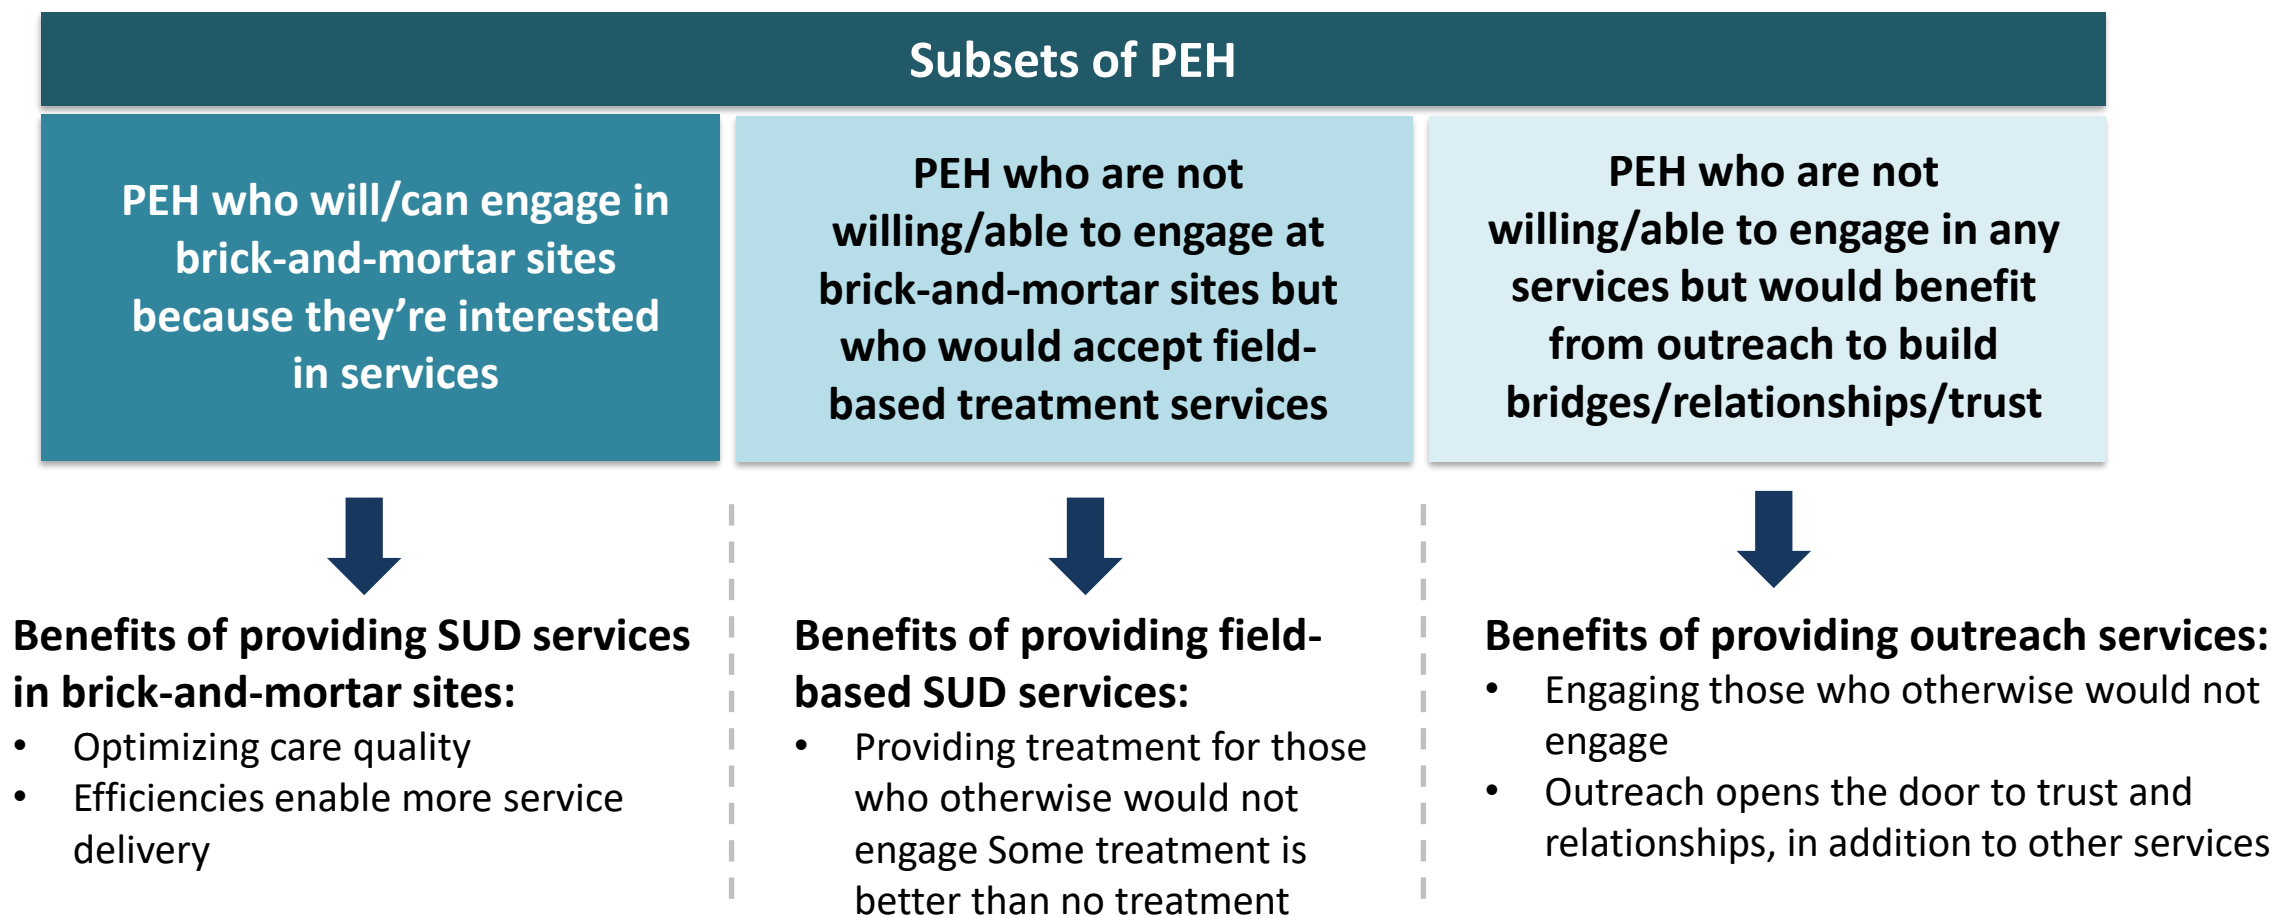 Subsets of PEH
PEH who will/can engage in
brick-and-mortar sites
because they’re interested
in services
PEH who are not
willing/able to engage at
brick-and-mortar sites but
who would accept field-
based treatment services
PEH who are not
willing/able to engage in any
services but would benefit
from outreach to build
bridges/relationships/trust
Benefits of providing SUD services
in brick-and-mortar sites:
• Optimizing care quality
• Efficiencies enable more service
delivery
Benefits of providing field-
based SUD services:
• Providing treatment for those
who otherwise would not
engage Some treatment is
better than no treatment
Benefits of providing outreach services:
• Engaging those who otherwise would not
engage
• Outreach opens the door to trust and
relationships, in addition to other services